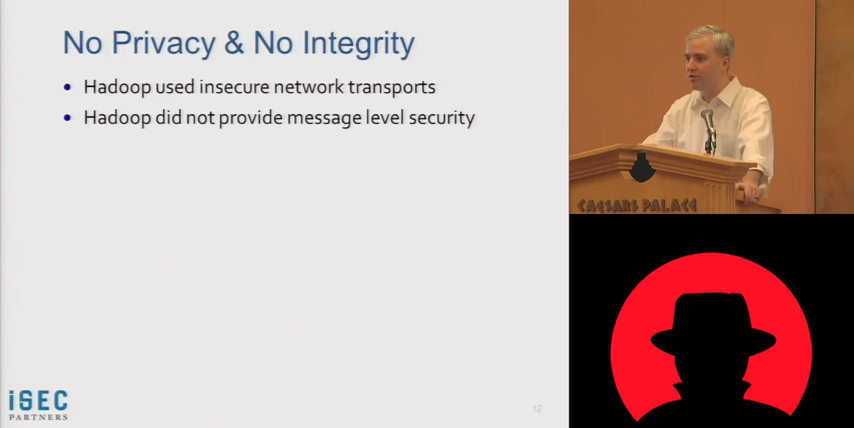 No Privacy & No Integrity
• Hadoop used insecure network transports
• Hadoop did not provide message level security
iSEC
PARTNERS
12
CAESARS PALACE